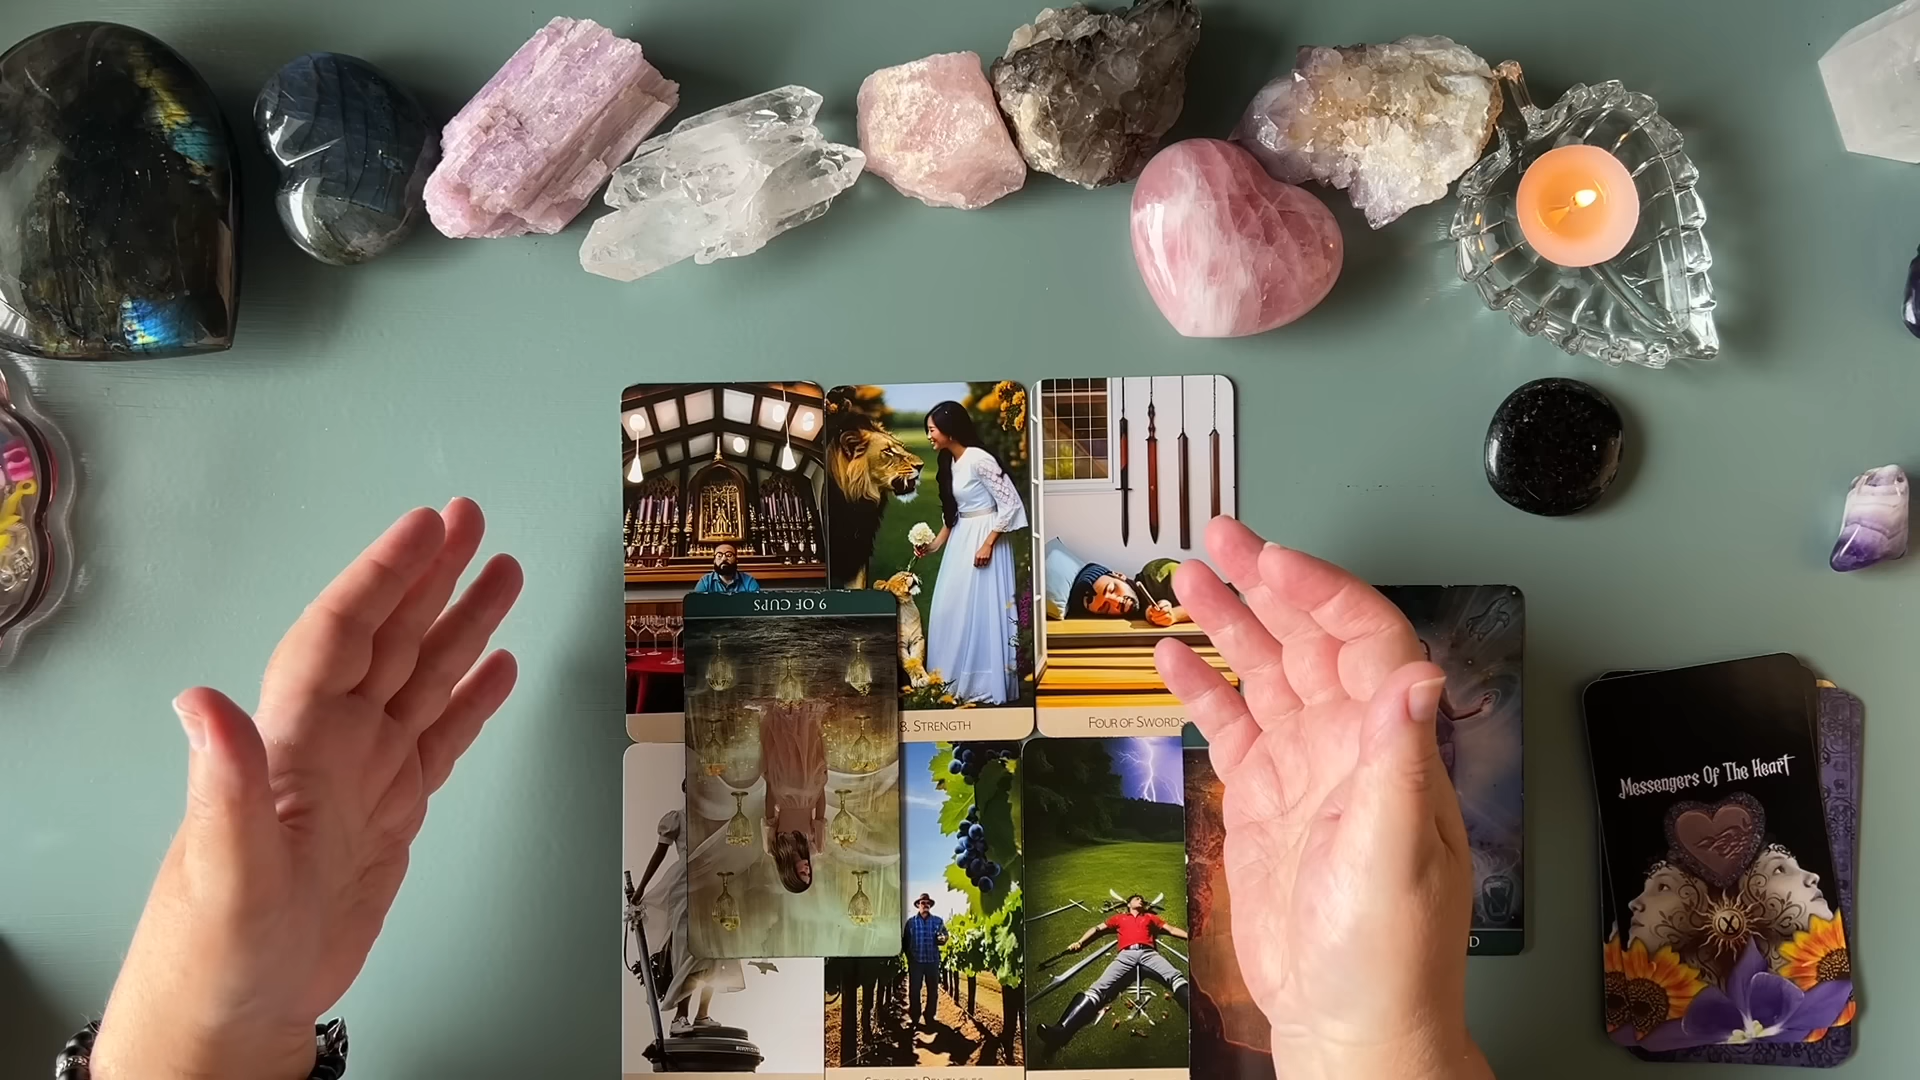 9 OF CUPS
8. STRENGTH
FOUR OF SWORDS
Messengers Of The Heart
D